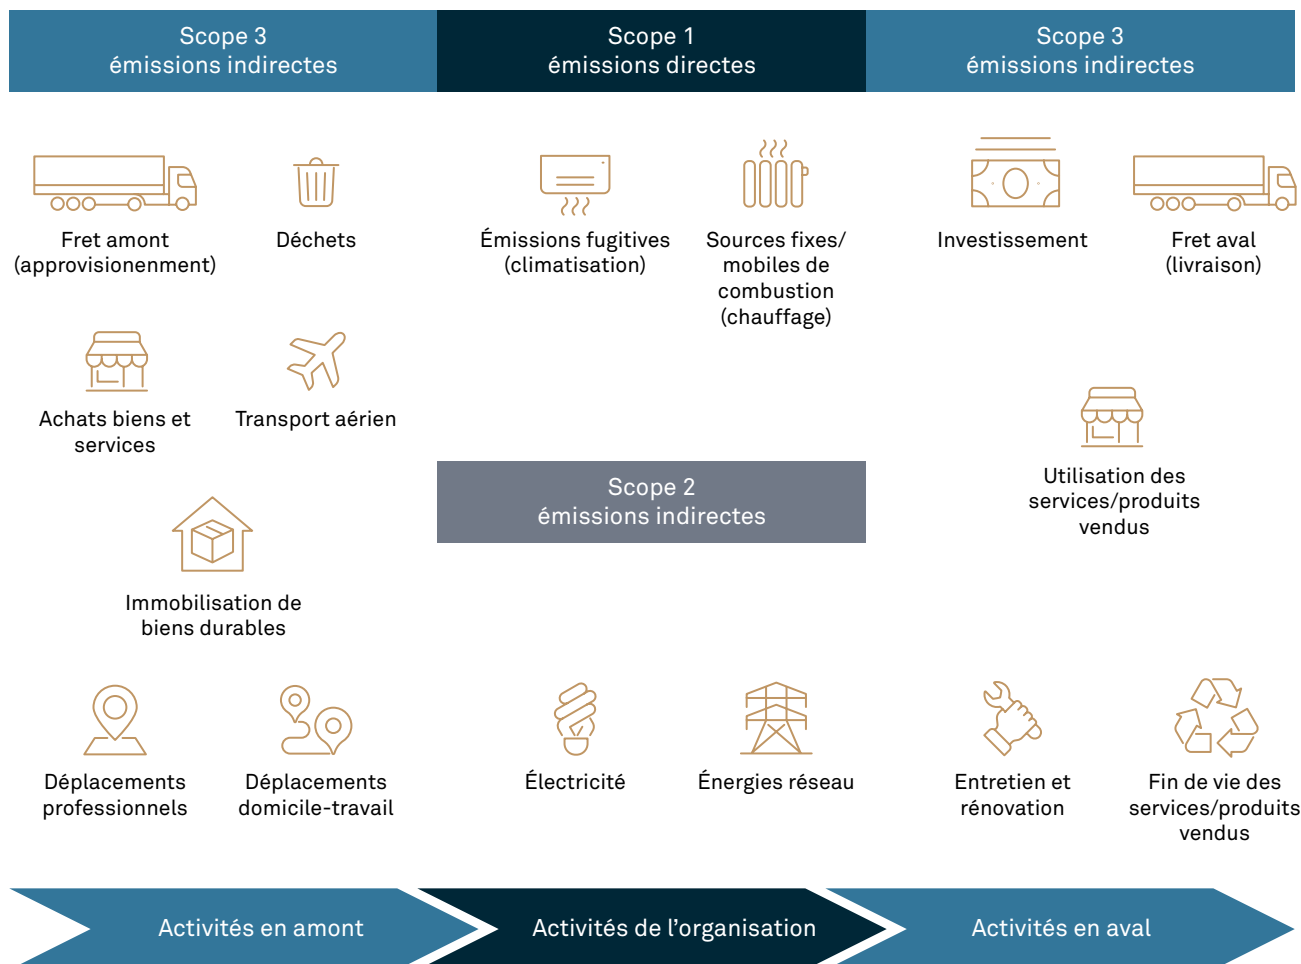 Scope 3
émissions indirectes
Scope 1
émissions directes
Scope 3
émissions indirectes
Fret amont
(approvisionenment)
Déchets
Émissions fugitives
(climatisation)
Sources fixes/
mobiles de
combustion
(chauffage)
Investissement
Fret aval
(livraison)
Achats biens et
services
Transport aérien
Scope 2
émissions indirectes
Utilisation des
services/produits
vendus
Immobilisation de
biens durables
Déplacements
professionnels
Déplacements
domicile-travail
Électricité
Énergies réseau
Entretien et
rénovation
Fin de vie des
services/produits
vendus
Activités en amont
Activités de l’organisation
Activités en aval